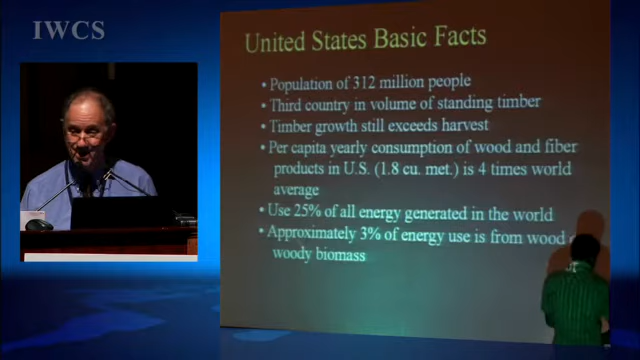 IWCS
United States Basic Facts
• Population of 312 million people
• Third country in volume of standing timber
• Timber growth still exceeds harvest
• Per capita yearly consumption of wood and fiber
products in U.S. (1.8 cu. met.) is 4 times world
average
• Use 25% of all energy generated in the world
• Approximately 3% of energy use is from wood
woody biomass